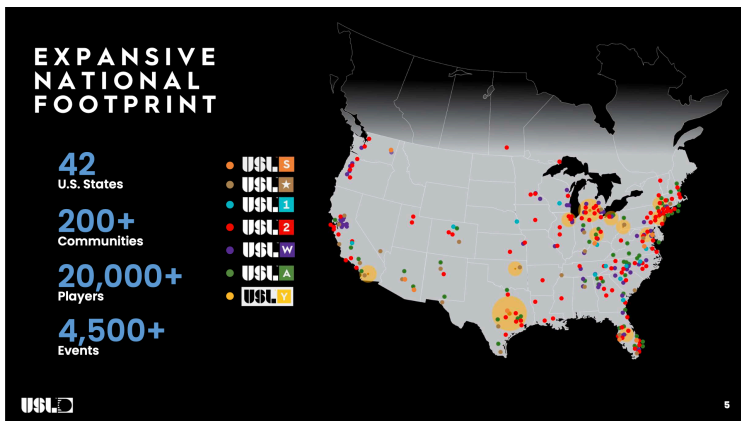 EXPANSIVE
NATIONAL
FOOTPRINT
42
U.S. States
200+
Communities
20,000+
Players
4,500+
Events
USL S
USL ★
USL 1
USL 2
USL W
USL A
USL Y
USL
5